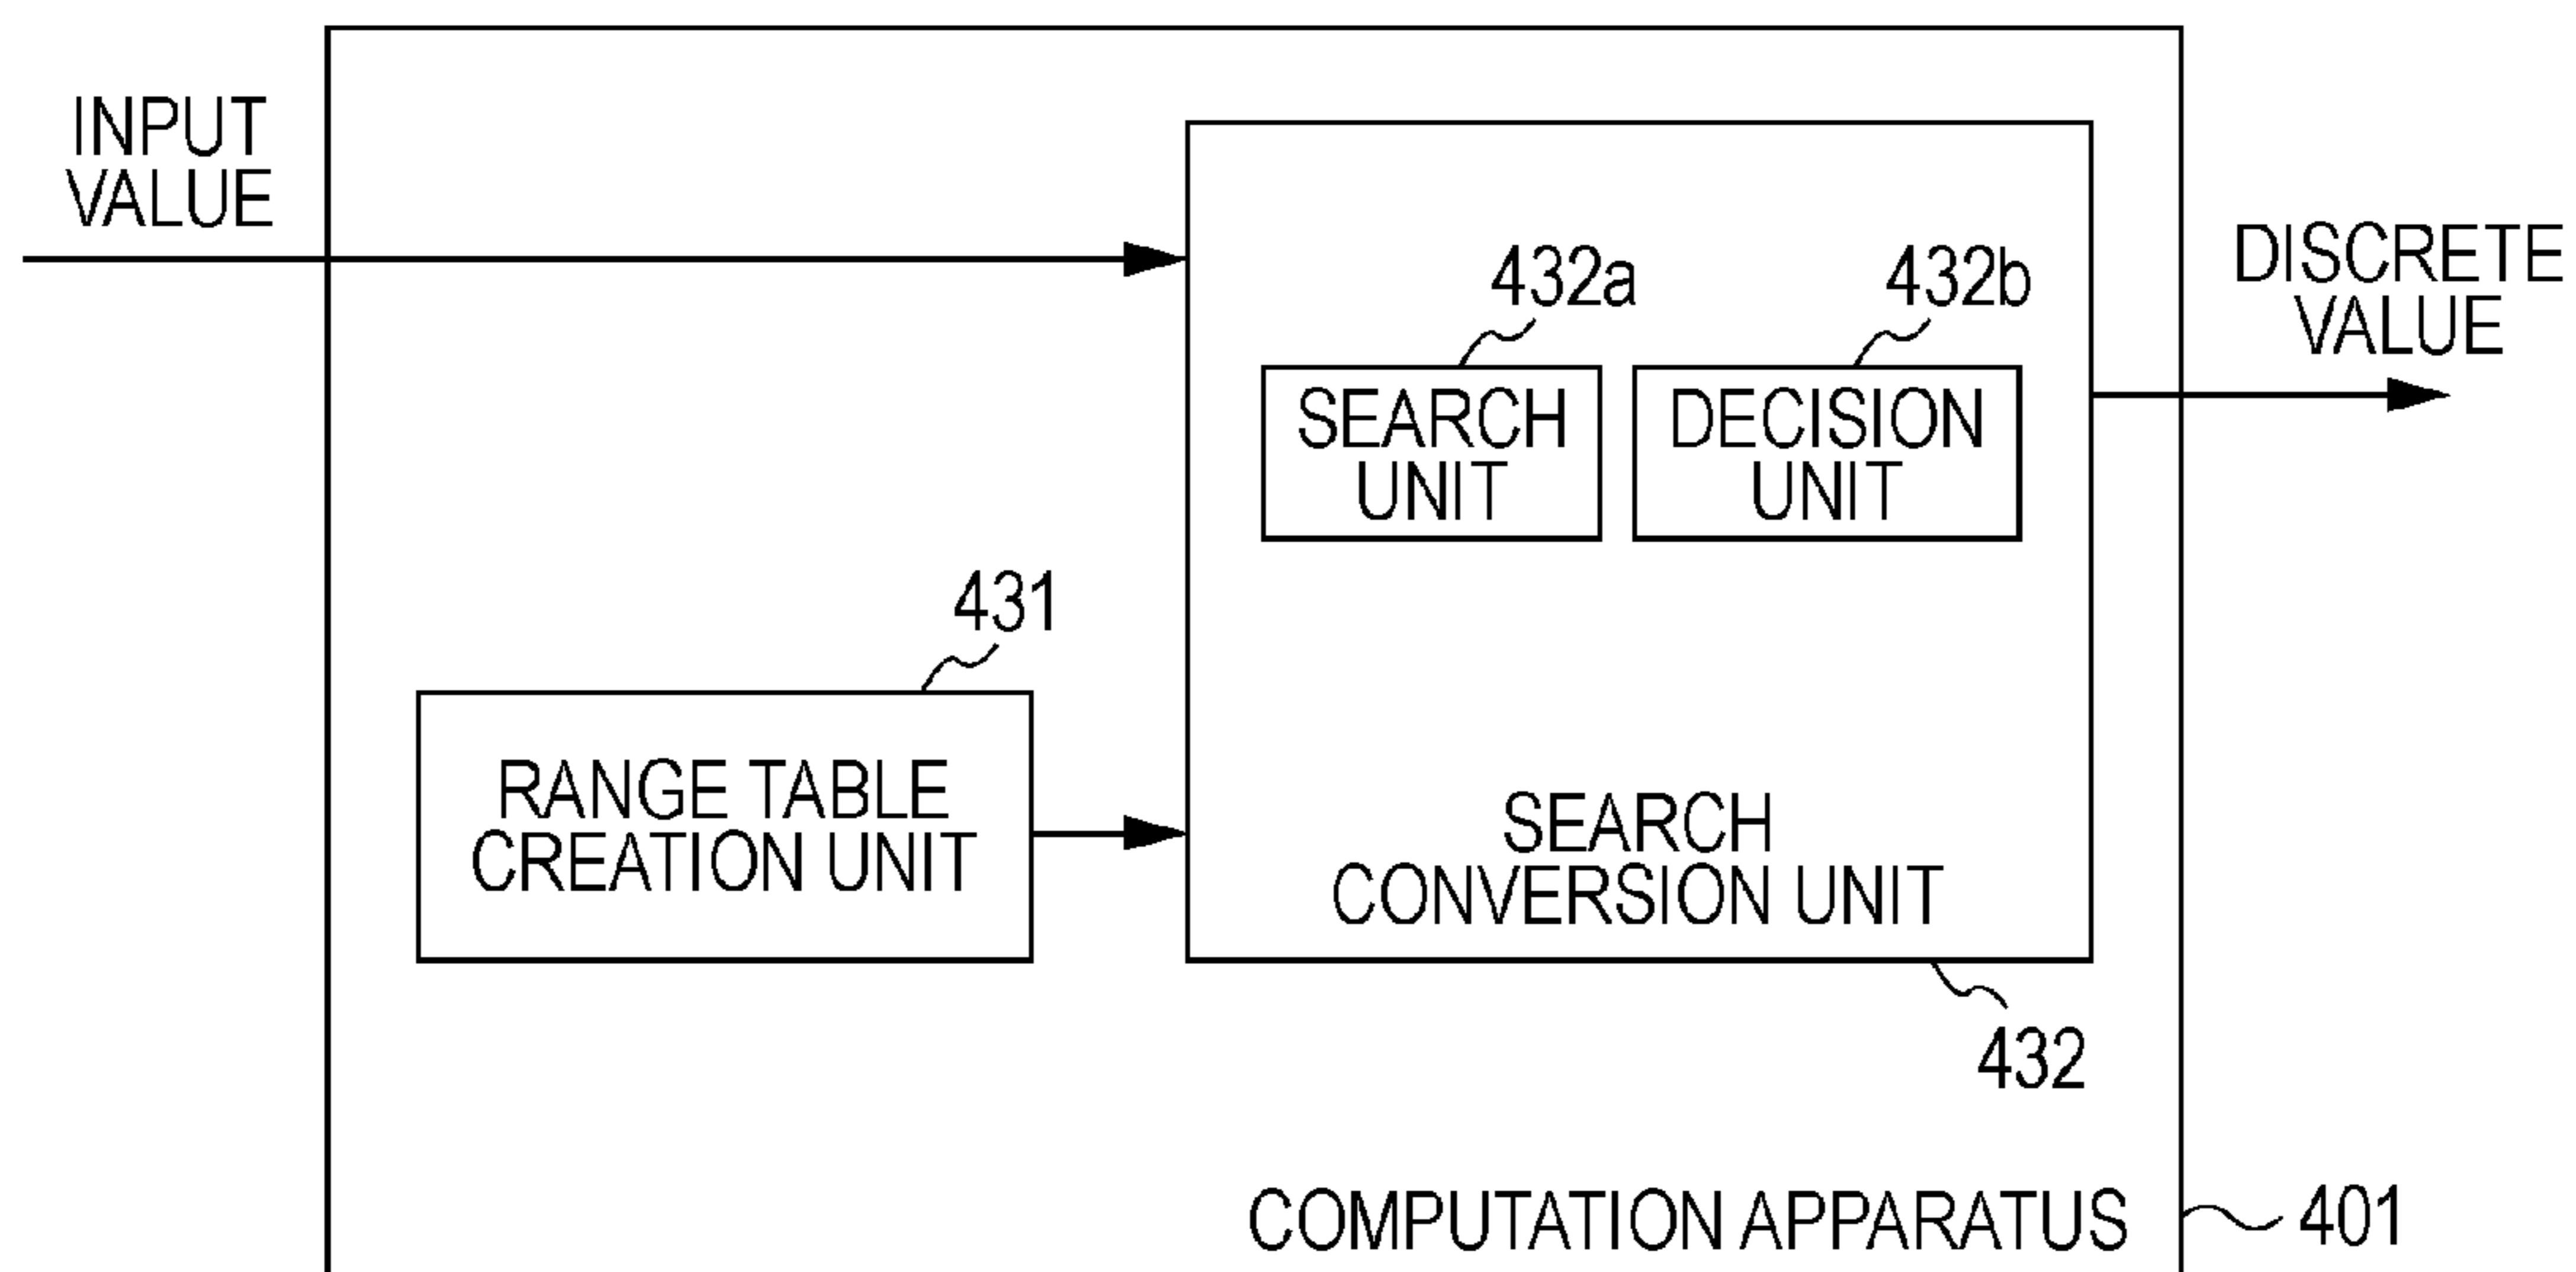 INPUT
VALUE
432a
432b
DISCRETE
VALUE
SEARCH
UNIT
DECISION
UNIT
431
RANGE TABLE
CREATION UNIT
SEARCH
CONVERSION UNIT
432
COMPUTATION APPARATUS
401